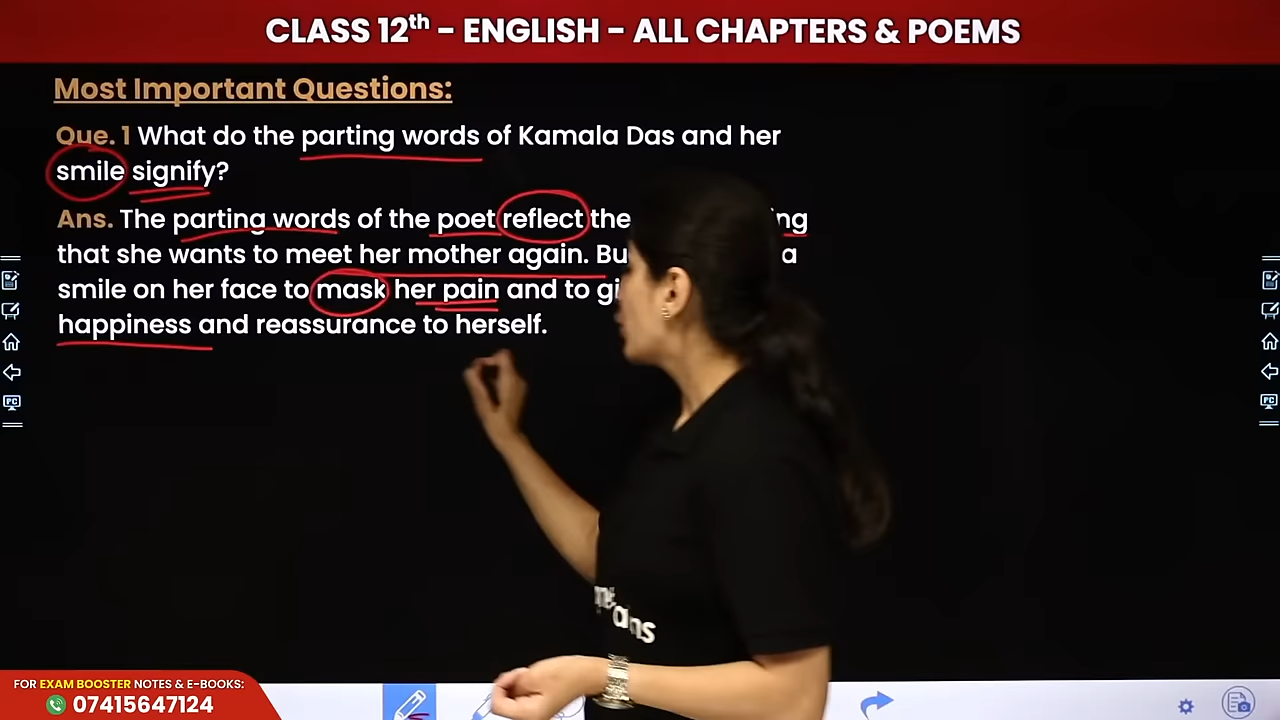 CLASS 12th - ENGLISH - ALL CHAPTERS & POEMS
Most Important Questions:
Que. 1 What do the parting words of Kamala Das and her
smile signify?
Ans. The parting words of the poet reflect the
that she wants to meet her mother again. a
smile on her face to mask her pain and to
happiness and reassurance to herself.
FOR EXAM BOOSTER NOTES & E-BOOKS:
07415647124